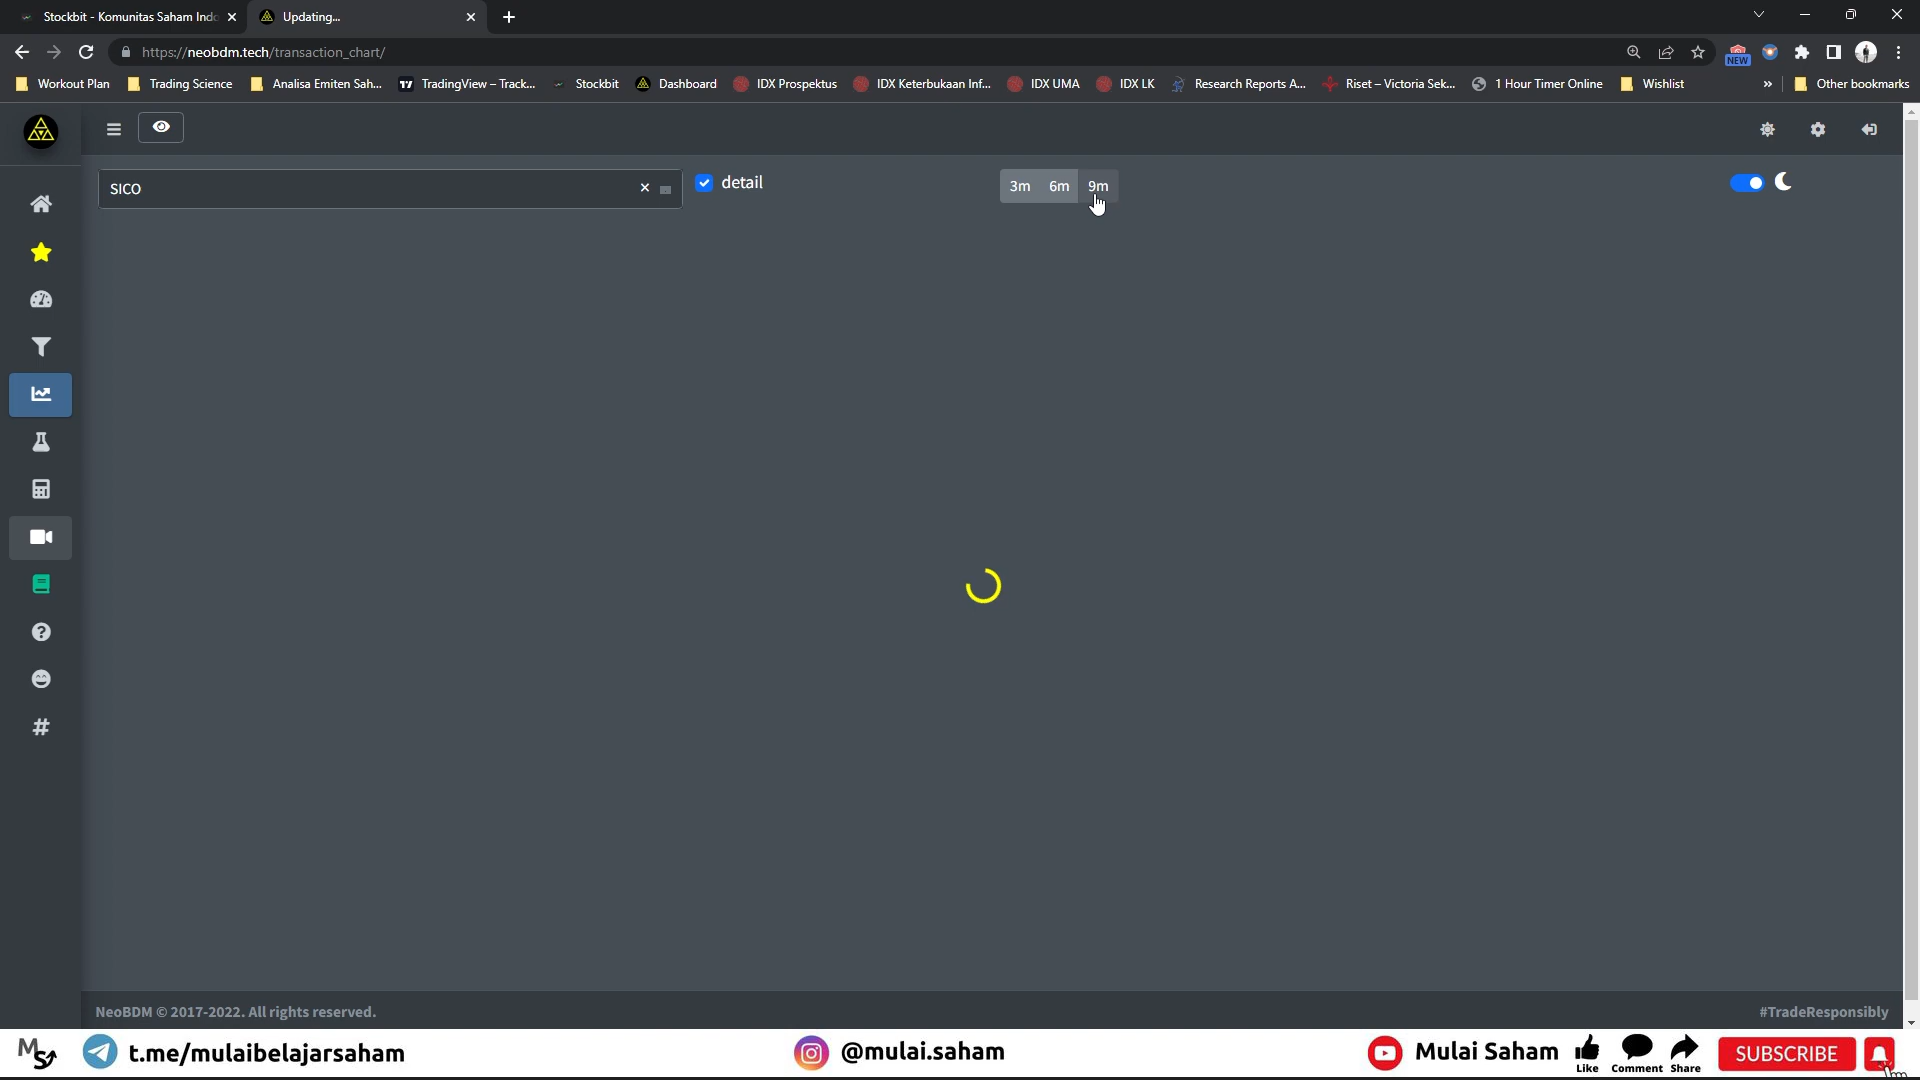 Stockbit - Komunitas Saham Ind
Updating...
https://neobdm.tech/transaction_chart/
NEW
Workout Plan
Trading Science
Analisa Emiten Sah...
TradingView – Track...
Stockbit
Dashboard
IDX Prospektus
IDX Keterbukaan Inf...
IDX UMA
IDX LK
Research Reports A...
Riset – Victoria Sek...
1 Hour Timer Online
Wishlist
»
Other bookmarks
SICO
detail
3m 6m 9m
NeoBDM © 2017-2022. All rights reserved.
#TradeResponsibly
t.me/mulaibelajarsaham
@mulai.saham
Mulai Saham
Like
Comment
Share
SUBSCRIBE